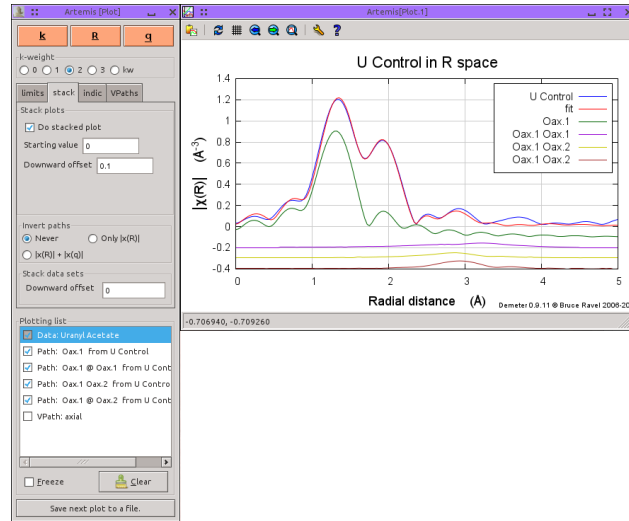 Artemis [Plot]
k R q
k-weight
0 1 2 3 kw
limits stack indic VPaths
Stack plots
Do stacked plot
Starting value 0
Downward offset 0.1
Invert paths
Never Only |χ(R)|
|χ(R)| + |χ(q)|
Stack data sets
Downward offset 0
Plotting list
Data: Uranyl Acetate
Path: Oax.1 from U Control
Path: Oax.1 @ Oax.1 from U Cont
Path: Oax.1 Oax.2 from U Contro
Path: Oax.1 @ Oax.2 from U Cont
VPath: axial
Freeze Clear
Save next plot to a file.
Artemis[Plot.1]
U Control in R space
|χ(R)| (Å-3)
1.4
1.2
1
0.8
0.6
0.4
0.2
0
-0.2
-0.4
U Control
fit
Oax.1
Oax.1 Oax.1
Oax.1 Oax.2
Oax.1 Oax.2
0 1 2 3 4 5
Radial distance (Å)
Demeter 0.9.11 © Bruce Ravel 2006-20
-0.706940, -0.709260